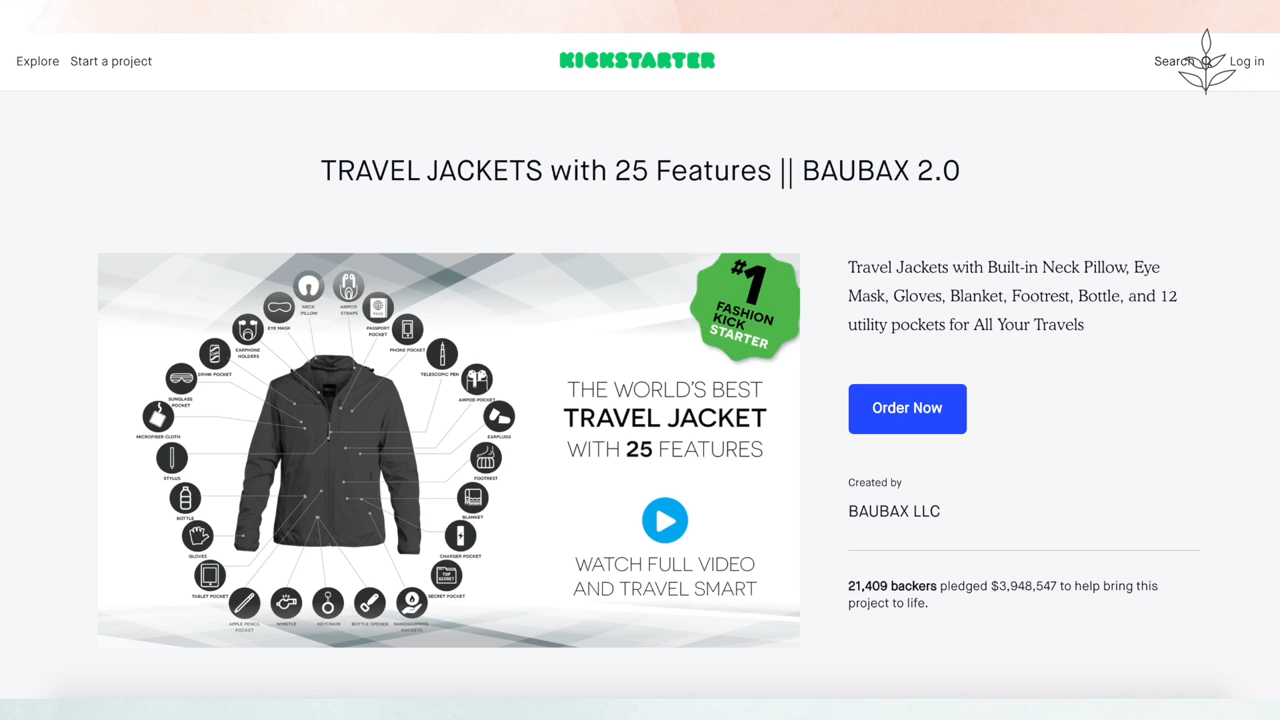 Explore Start a project KICKSTARTER Search Log in
TRAVEL JACKETS with 25 Features || BAUBAX 2.0
NECK
PILLOW
AIRPOD
STRAPS
EYE MASK
PASSPORT
POCKET
EARPHONE
HOLDERS
PHONE POCKET
DRINK POCKET
TELESCOPIC PEN
SUNGLASS
POCKET
AIRPOD POCKET
MICROFIBER CLOTH
EARPLUGS
STYLUS
FOOTREST
BOTTLE
BLANKET
GLOVES
CHARGER POCKET
TABLET POCKET
TOP
SECRET
SECRET POCKET
APPLE PENCIL
POCKET
WHISTLE
KEYCHAIN
BOTTLE OPENER
HANDWARMING
POCKETS
#1
FASHION
KICK
STARTER
THE WORLD'S BEST
TRAVEL JACKET
WITH 25 FEATURES
WATCH FULL VIDEO
AND TRAVEL SMART
Travel Jackets with Built-in Neck Pillow, Eye
Mask, Gloves, Blanket, Footrest, Bottle, and 12
utility pockets for All Your Travels
Order Now
Created by
BAUBAX LLC
21,409 backers pledged $3,948,547 to help bring this
project to life.